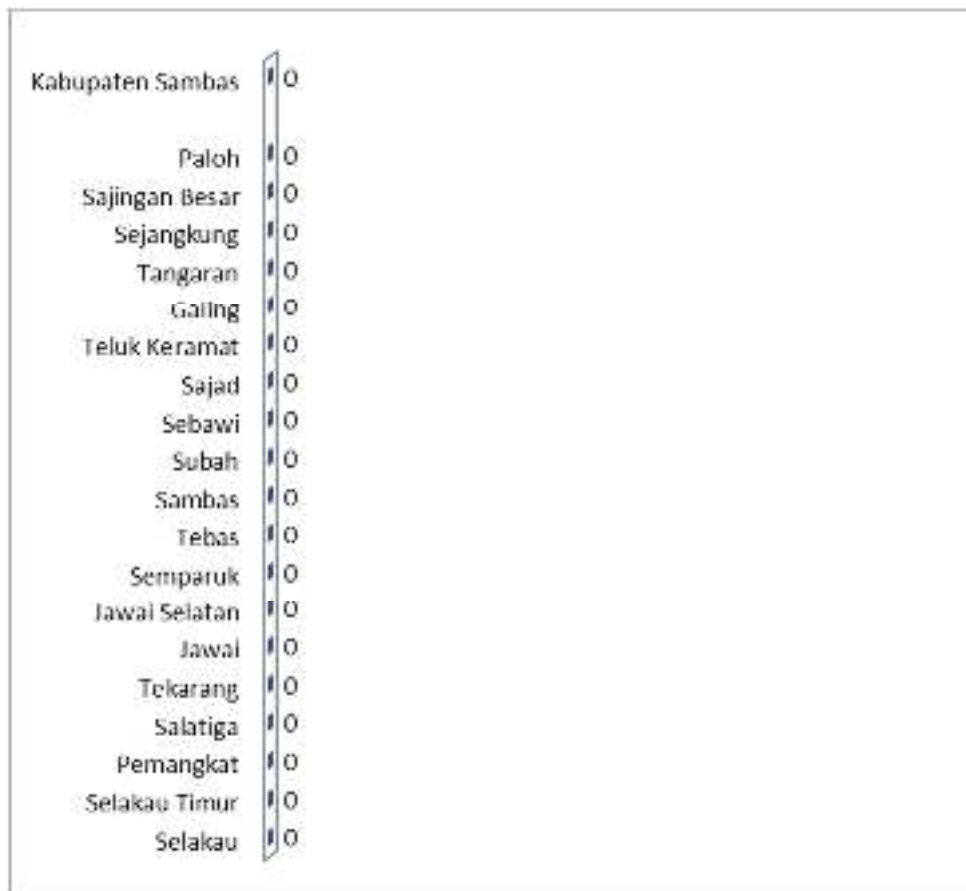 Kabupaten Sambas 0
Paloh 0
Sajingan Besar 0
Sejangkung 0
Tangaran 0
Galing 0
Teluk Keramat 0
Sajad 0
Sebawi 0
Subah 0
Sambas 0
Tebas 0
Semparuk 0
Jawai Selatan 0
Jawai 0
Tekarang 0
Salatiga 0
Pemangkat 0
Selakau Timur 0
Selakau 0